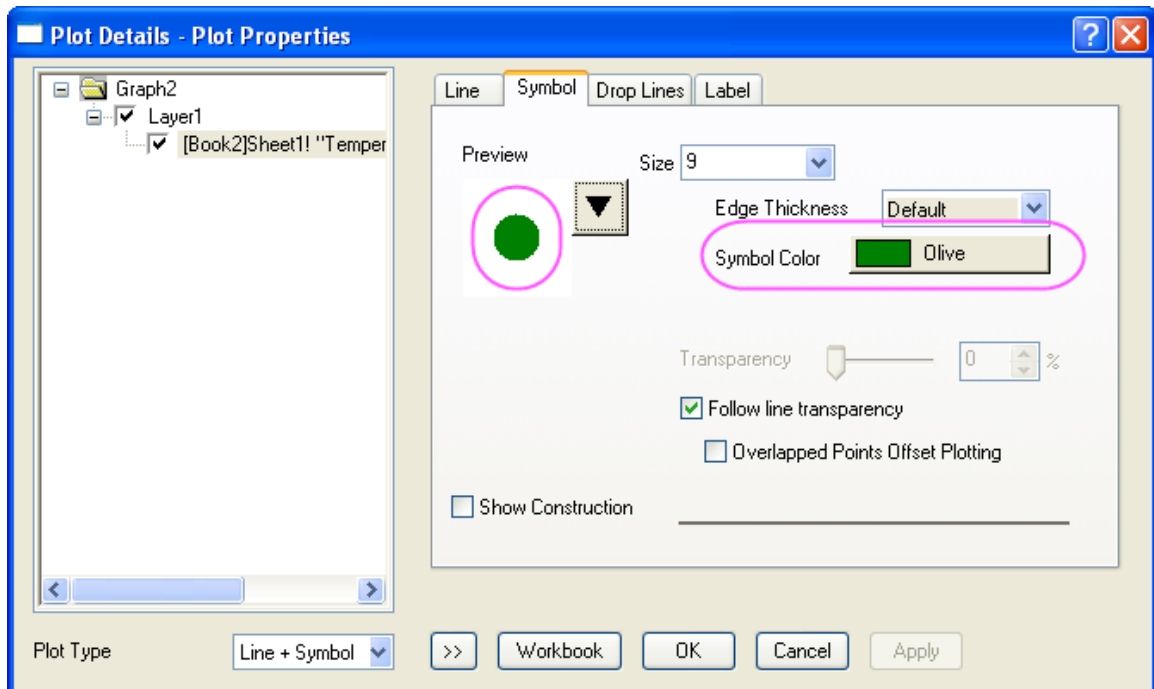 Plot Details - Plot Properties
Graph2
Layer1
[Book2]Sheet1! "Temper
Line Symbol Drop Lines Label
Preview
Size 9
Edge Thickness Default
Symbol Color Olive
Transparency 0 %
Follow line transparency
Overlapped Points Offset Plotting
Show Construction
Plot Type Line + Symbol >> Workbook OK Cancel Apply